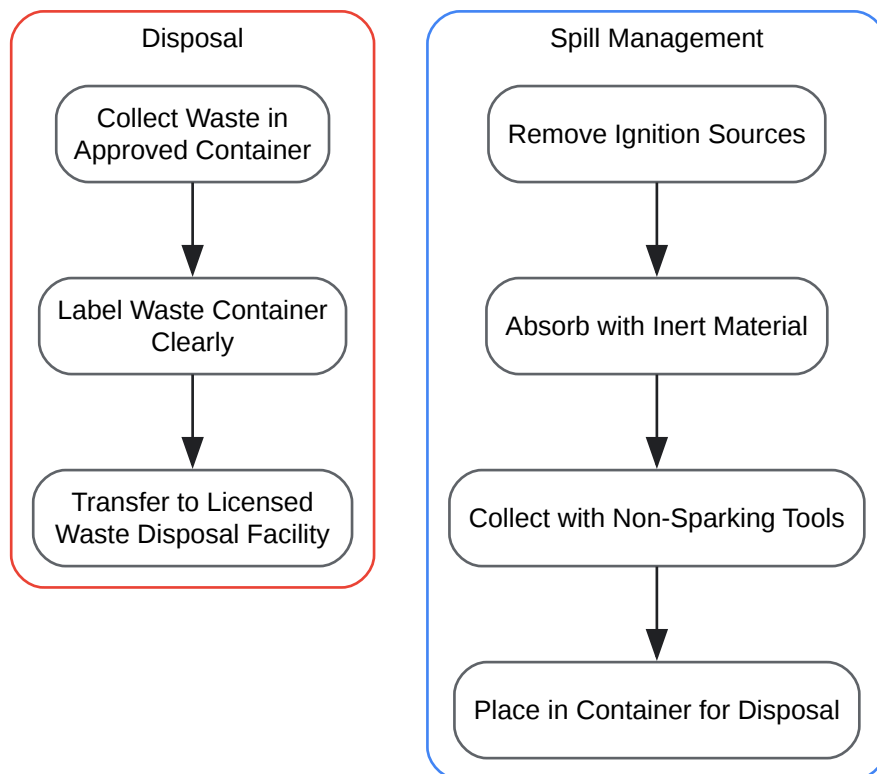 Disposal
Collect Waste in
Approved Container
Label Waste Container
Clearly
Transfer to Licensed
Waste Disposal Facility
Spill Management
Remove Ignition Sources
Absorb with Inert Material
Collect with Non-Sparking Tools
Place in Container for Disposal